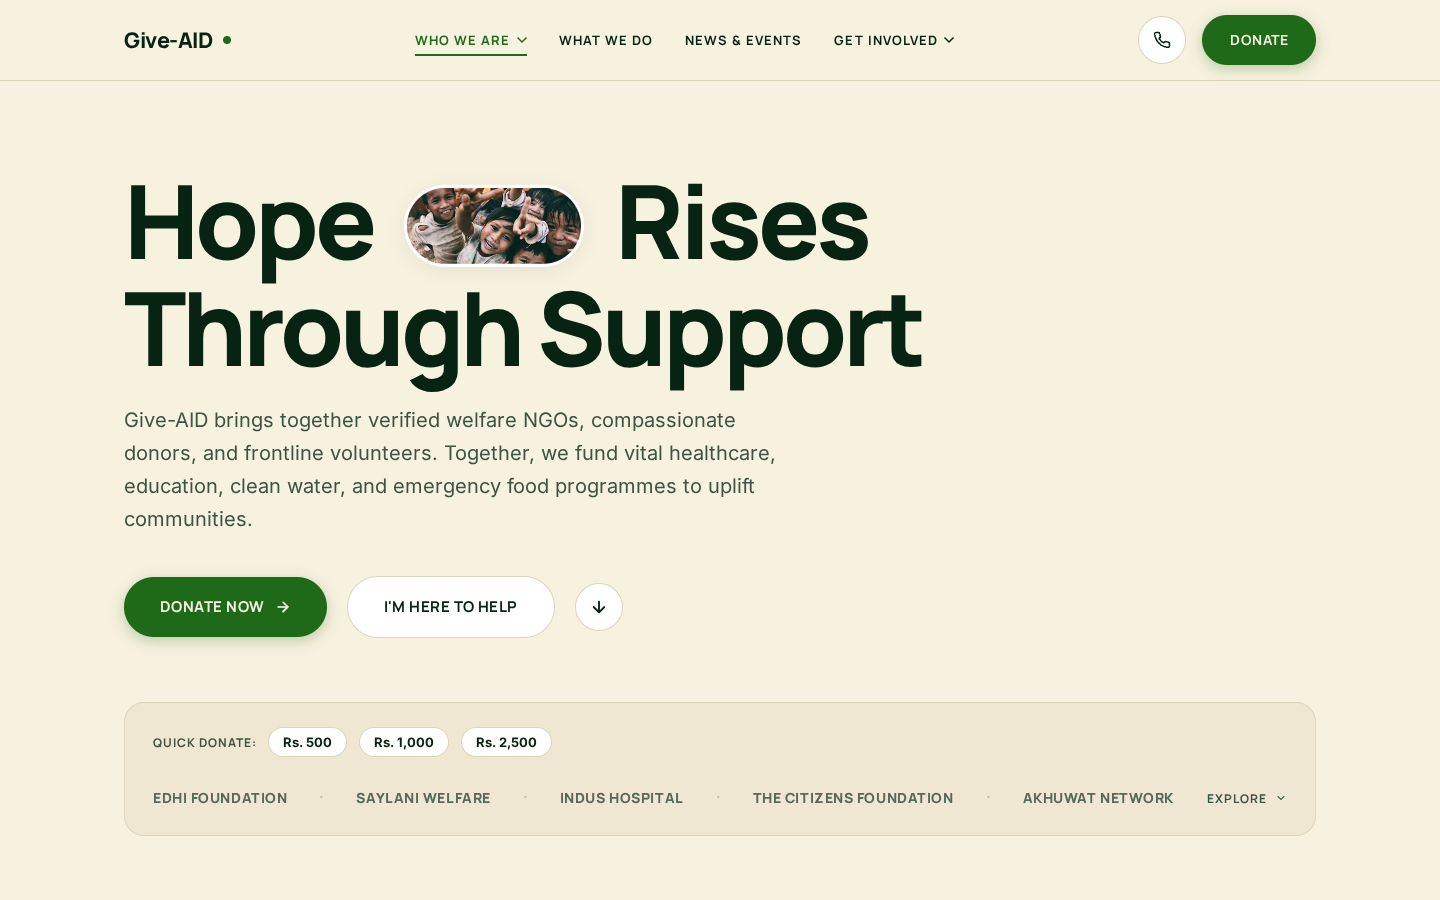 Give-AID
WHO WE ARE
WHAT WE DO
NEWS & EVENTS
GET INVOLVED
DONATE
Hope Rises
Through Support
Give-AID brings together verified welfare NGOs, compassionate
donors, and frontline volunteers. Together, we fund vital healthcare,
education, clean water, and emergency food programmes to uplift
communities.
DONATE NOW
I'M HERE TO HELP
QUICK DONATE: Rs. 500 Rs. 1,000 Rs. 2,500
EDHI FOUNDATION · SAYLANI WELFARE · INDUS HOSPITAL · THE CITIZENS FOUNDATION · AKHUWAT NETWORK EXPLORE